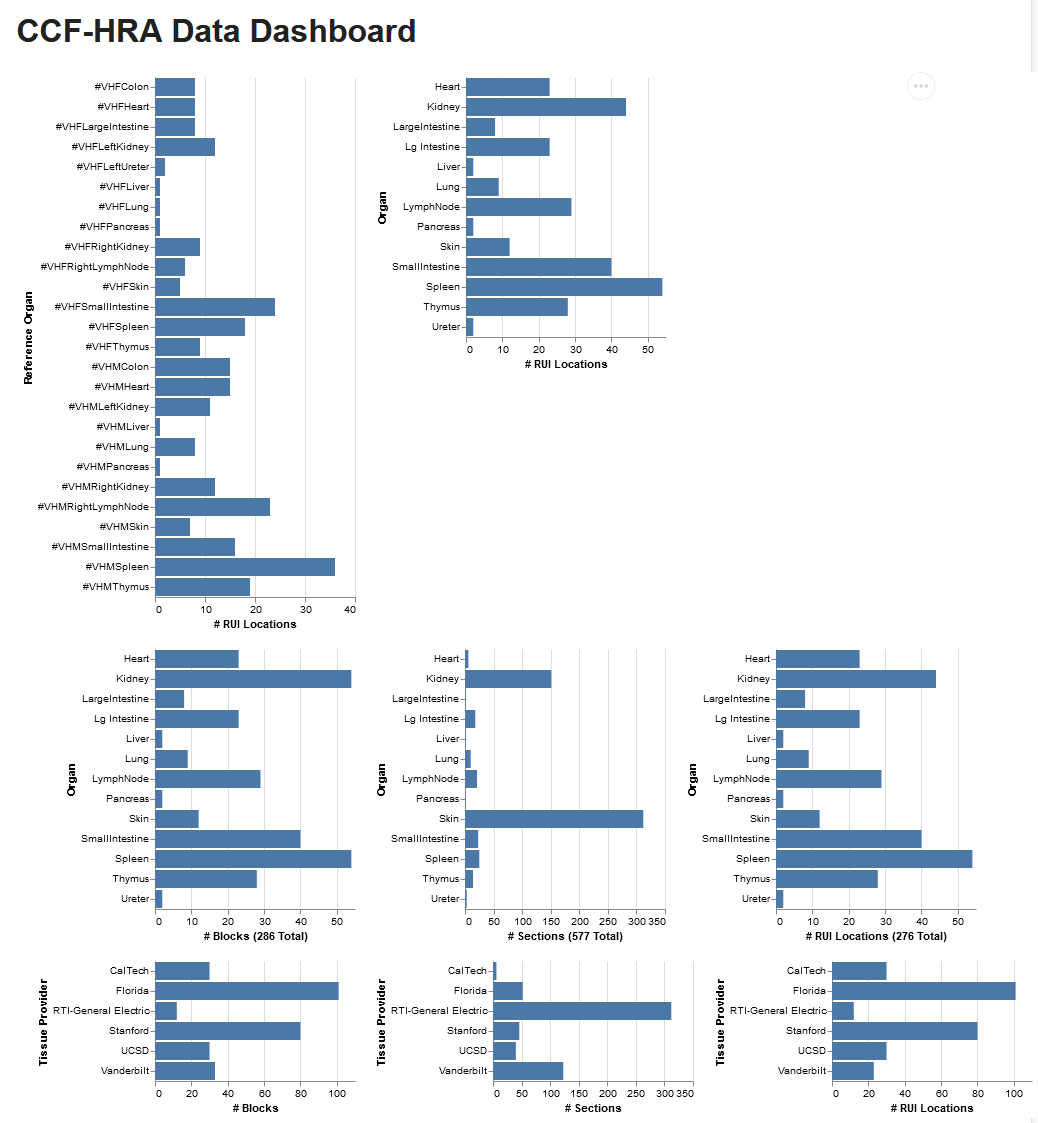 CCF-HRA Data Dashboard
Reference Organ
#VHFColon
#VHFHeart
#VHFLargeIntestine
#VHFLeftKidney
#VHFLeftUreter
#VHFLiver
#VHFLung
#VHFPancreas
#VHFRightKidney
#VHFRightLymphNode
#VHFSkin
#VHFSmallIntestine
#VHFSpleen
#VHFThymus
#VHMColon
#VHMHeart
#VHMLeftKidney
#VHMLiver
#VHMLung
#VHMPancreas
#VHMRightKidney
#VHMRightLymphNode
#VHMSkin
#VHMSmallIntestine
#VHMSpleen
#VHMThymus
0 10 20 30 40
# RUI Locations
Organ
Heart
Kidney
LargeIntestine
Lg Intestine
Liver
Lung
LymphNode
Pancreas
Skin
SmallIntestine
Spleen
Thymus
Ureter
0 10 20 30 40 50
# RUI Locations
Organ
Heart
Kidney
LargeIntestine
Lg Intestine
Liver
Lung
LymphNode
Pancreas
Skin
SmallIntestine
Spleen
Thymus
Ureter
0 10 20 30 40 50
# Blocks (286 Total)
Organ
Heart
Kidney
LargeIntestine
Lg Intestine
Liver
Lung
LymphNode
Pancreas
Skin
SmallIntestine
Spleen
Thymus
Ureter
0 50 100 150 200 250 300 350
# Sections (577 Total)
Organ
Heart
Kidney
LargeIntestine
Lg Intestine
Liver
Lung
LymphNode
Pancreas
Skin
SmallIntestine
Spleen
Thymus
Ureter
0 10 20 30 40 50
# RUI Locations (276 Total)
Tissue Provider
CalTech
Florida
RTI-General Electric
Stanford
UCSD
Vanderbilt
0 20 40 60 80 100
# Blocks
Tissue Provider
CalTech
Florida
RTI-General Electric
Stanford
UCSD
Vanderbilt
0 50 100 150 200 250 300 350
# Sections
Tissue Provider
CalTech
Florida
RTI-General Electric
Stanford
UCSD
Vanderbilt
0 20 40 60 80 100
# RUI Locations